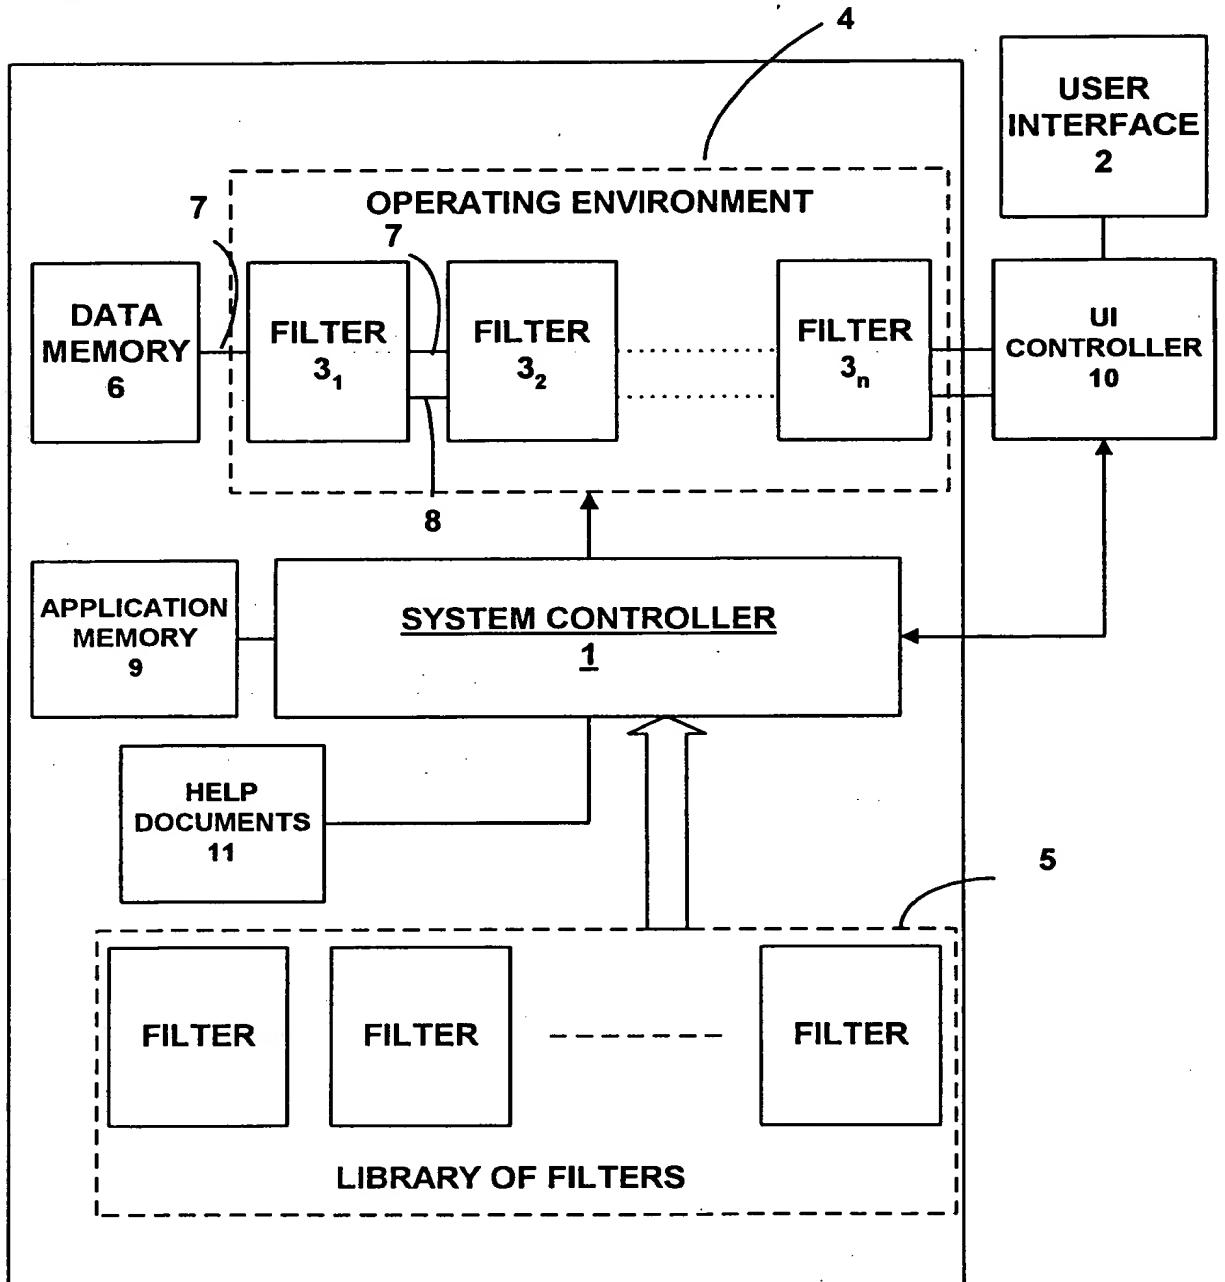 4
USER
INTERFACE
2
OPERATING ENVIRONMENT
7
7
DATA
MEMORY
6
FILTER
3₁
FILTER
3₂
FILTER
3ₙ
UI
CONTROLLER
10
8
APPLICATION
MEMORY
9
SYSTEM CONTROLLER
1
HELP
DOCUMENTS
11
5
FILTER
FILTER
FILTER
LIBRARY OF FILTERS